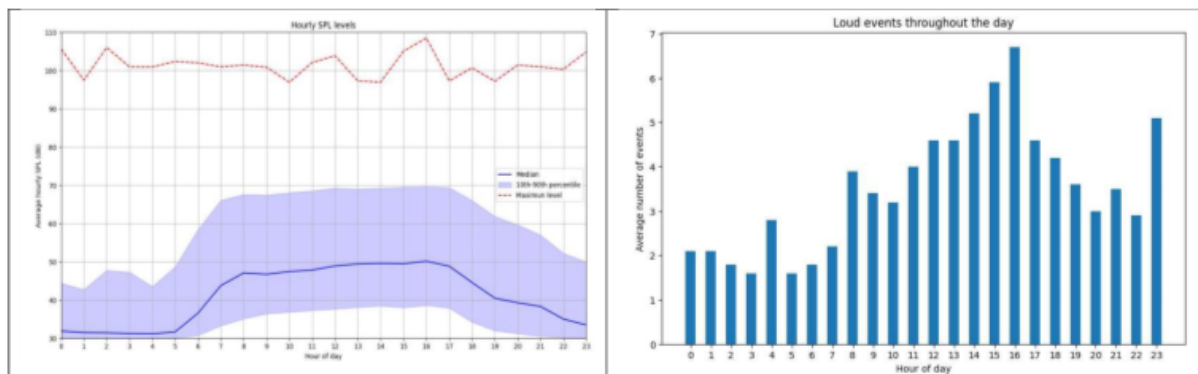 Hourly SPL levels
110
100
90
80
70
60
50
40
30
Average hourly SPL (dB)
Median
10th-90th percentile
Maximun level
0 1 2 3 4 5 6 7 8 9 10 11 12 13 14 15 16 17 18 19 20 21 22 23
Hour of day
Loud events throughout the day
7
6
5
4
3
2
1
0
Average number of events
0 1 2 3 4 5 6 7 8 9 10 11 12 13 14 15 16 17 18 19 20 21 22 23
Hour of day